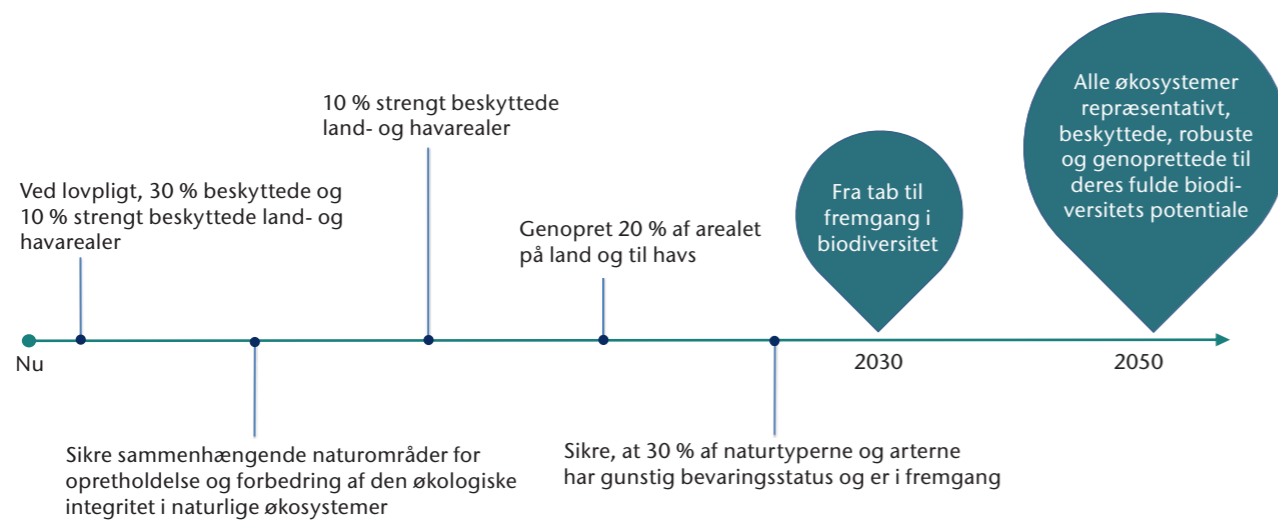 Ved lovpligt, 30 % beskyttede og
10 % strengt beskyttede land- og
havarealer
10 % strengt beskyttede
land- og havarealer
Genopret 20 % af arealet
på land og til havs
Fra tab til
fremgang i
biodiversitet
Alle økosystemer
repræsentativt,
beskyttede, robuste
og genoprettede til
deres fulde biodi-
versitets potentiale
Nu
2030
2050
Sikre sammenhængende naturområder for
opretholdelse og forbedring af den økologiske
integritet i naturlige økosystemer
Sikre, at 30 % af naturtyperne og arterne
har gunstig bevaringsstatus og er i fremgang